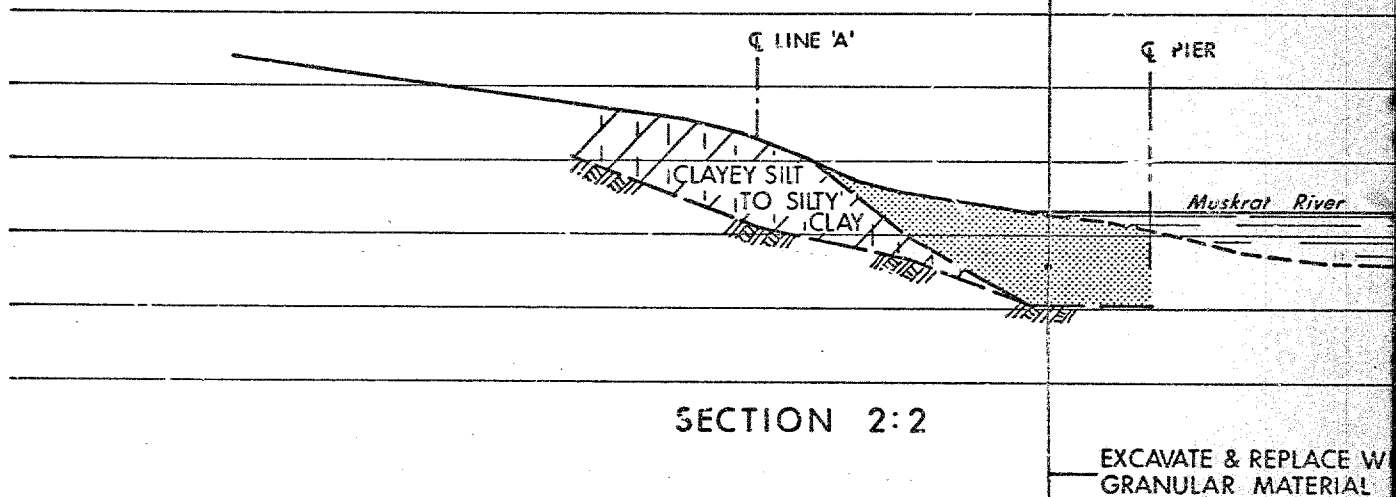 ℄ LINE 'A'
℄ PIER
CLAYEY SILT
TO SILTY
CLAY
Muskrat River
SECTION 2:2
EXCAVATE & REPLACE
GRANULAR MATERIAL